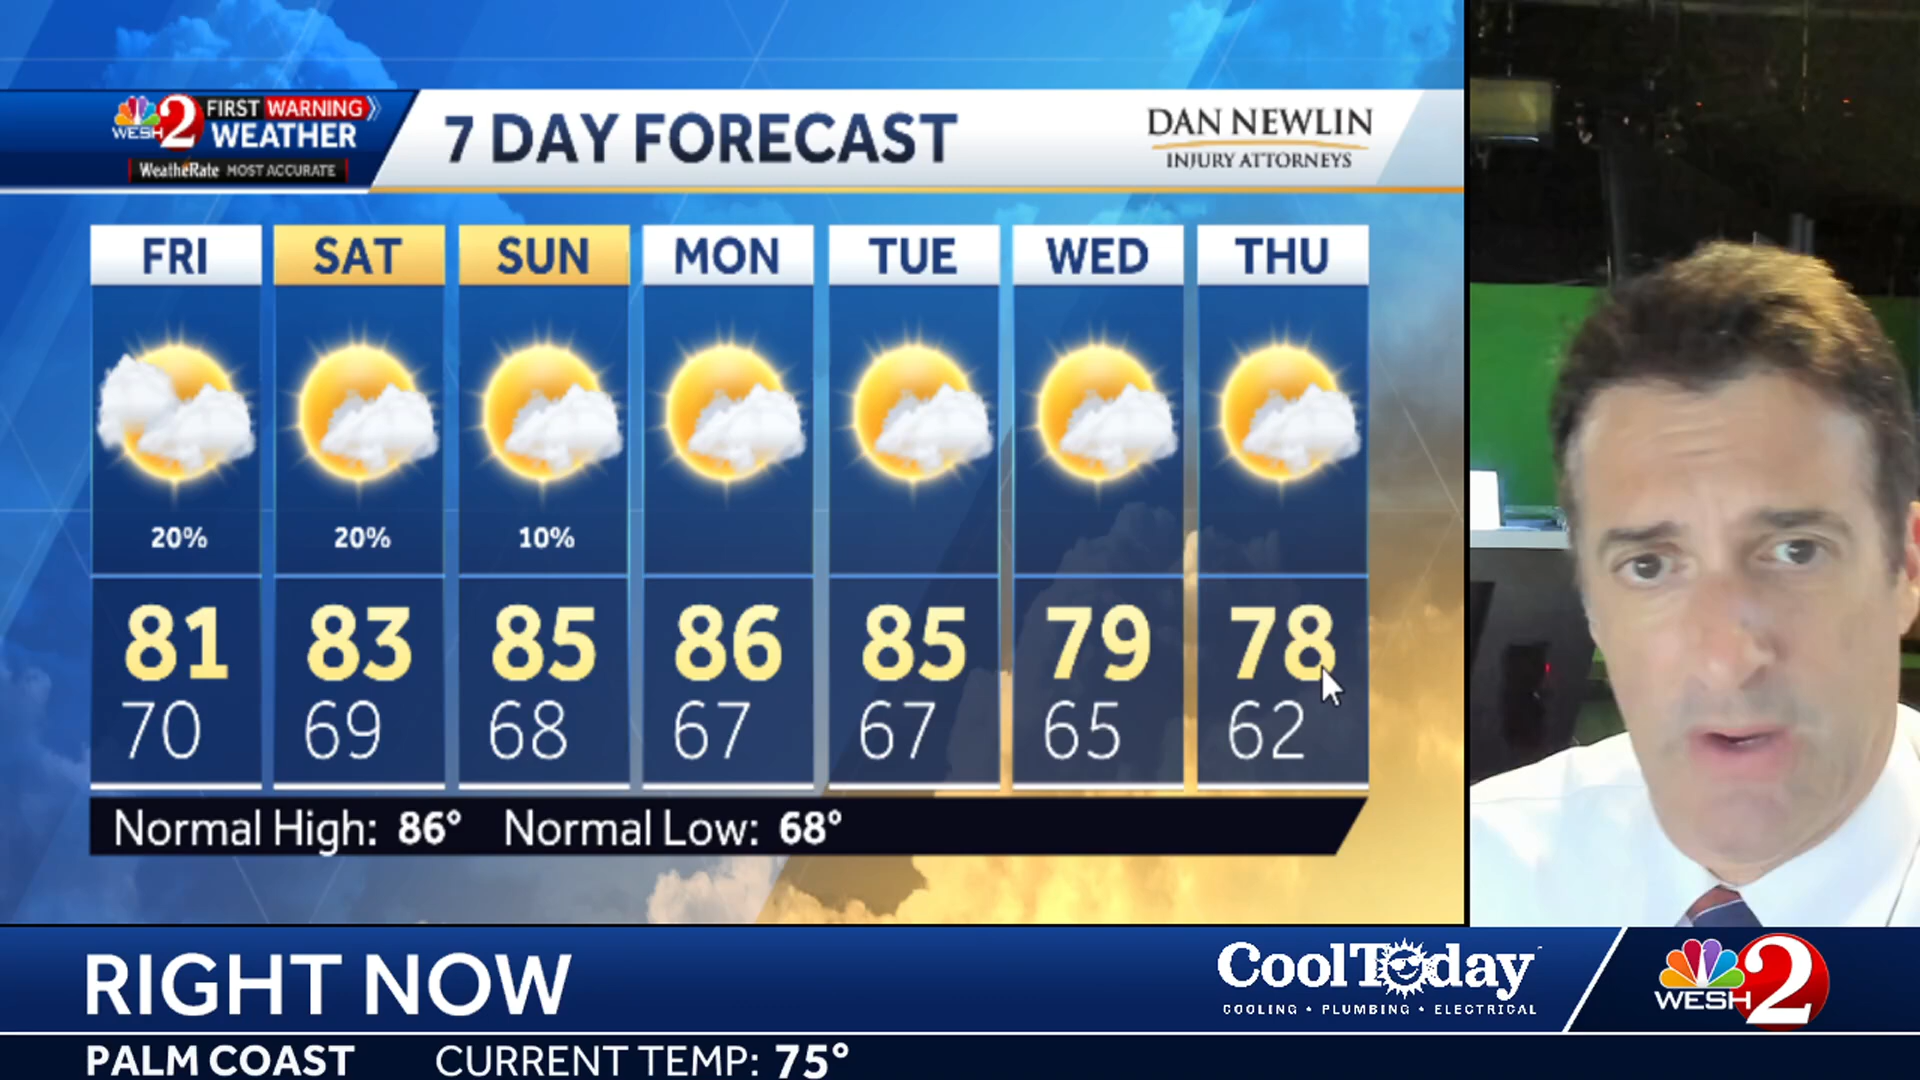 WESH 2 FIRST WARNING
WEATHER
WeatheRate MOST ACCURATE
7 DAY FORECAST
DAN NEWLIN
INJURY ATTORNEYS
FRI SAT SUN MON TUE WED THU
20% 20% 10%
81 83 85 86 85 79 78
70 69 68 67 67 65 62
Normal High: 86° Normal Low: 68°
RIGHT NOW
CoolToday
COOLING • PLUMBING • ELECTRICAL
WESH 2
PALM COAST CURRENT TEMP: 75°